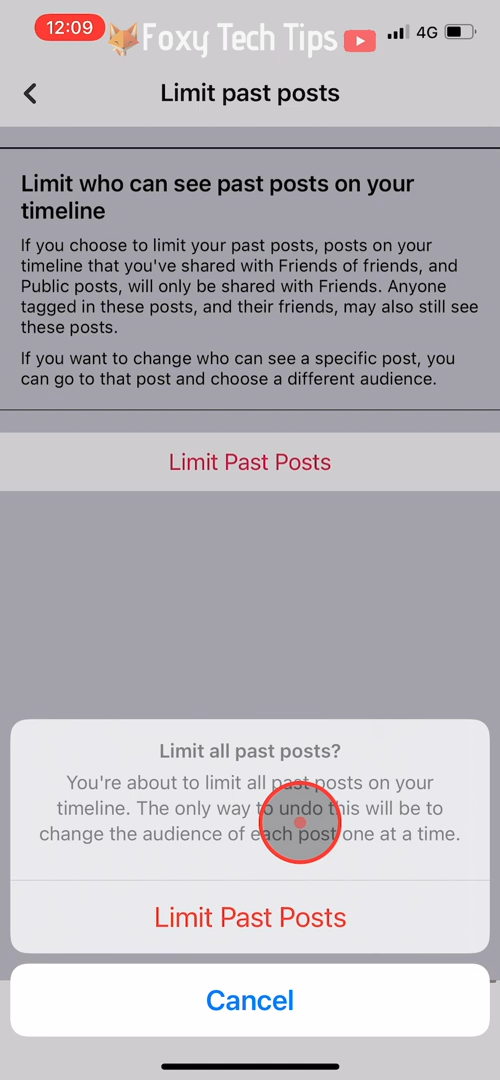 12:09
Foxy Tech Tips
4G
Limit past posts
Limit who can see past posts on your
timeline
If you choose to limit your past posts, posts on your
timeline that you've shared with Friends of friends, and
Public posts, will only be shared with Friends. Anyone
tagged in these posts, and their friends, may also still see
these posts.
If you want to change who can see a specific post, you
can go to that post and choose a different audience.
Limit Past Posts
Limit all past posts?
You're about to limit all past posts on your
timeline. The only way to undo this will be to
change the audience of each post one at a time.
Limit Past Posts
Cancel